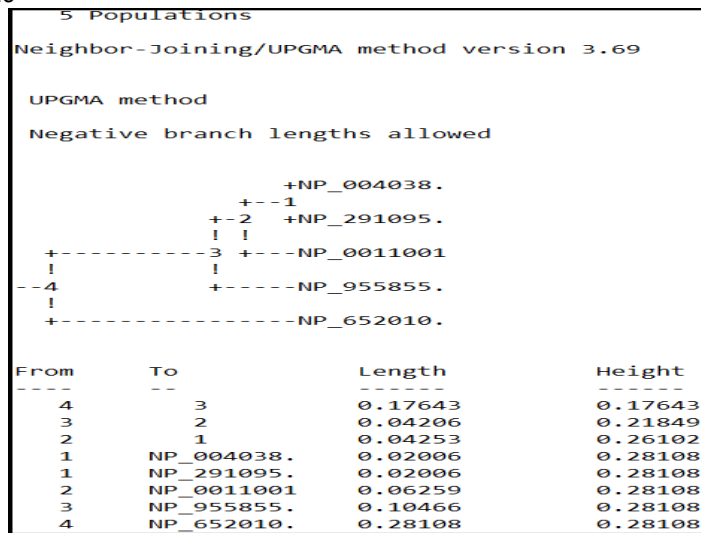 5 Populations
Neighbor-Joining/UPGMA method version 3.69
UPGMA method
Negative branch lengths allowed
+NP_004038.
+--1
+-2 +NP_291095.
! !
+----------3 +---NP_0011001
! !
--4 +-----NP_955855.
!
+----------------NP_652010.
From To Length Height
---- -- ------ ------
4 3 0.17643 0.17643
3 2 0.04206 0.21849
2 1 0.04253 0.26102
1 NP_004038. 0.02006 0.28108
1 NP_291095. 0.02006 0.28108
2 NP_0011001 0.06259 0.28108
3 NP_955855. 0.10466 0.28108
4 NP_652010. 0.28108 0.28108